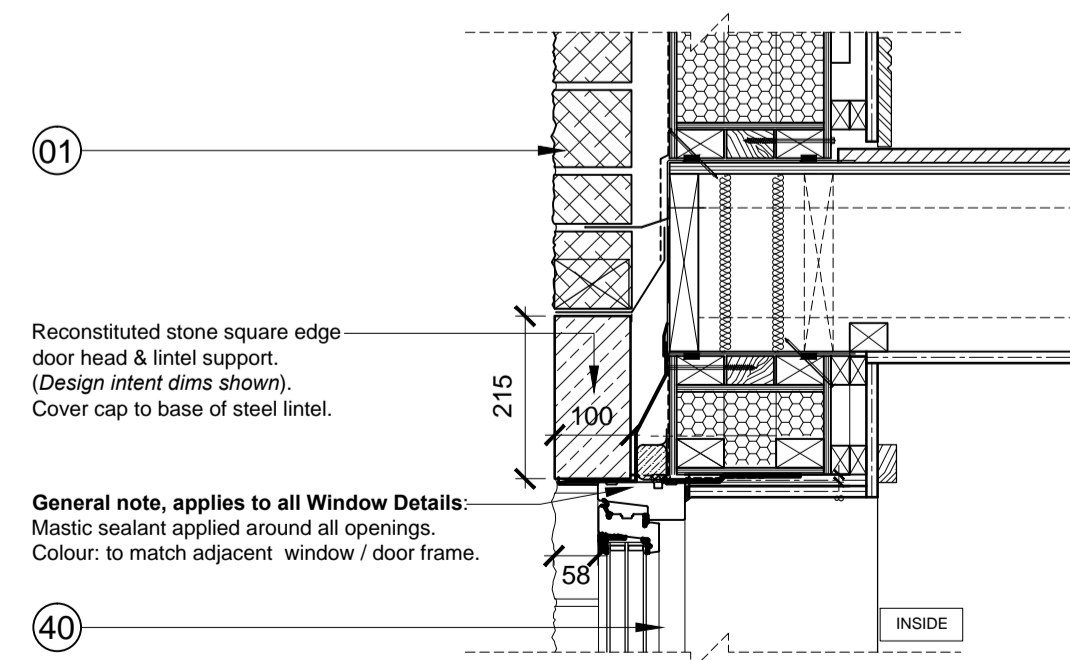 01
Reconstituted stone square edge
door head & lintel support.
(Design intent dims shown).
Cover cap to base of steel lintel.
215
100
General note, applies to all Window Details:
Mastic sealant applied around all openings.
Colour: to match adjacent window / door frame.
58
40
INSIDE